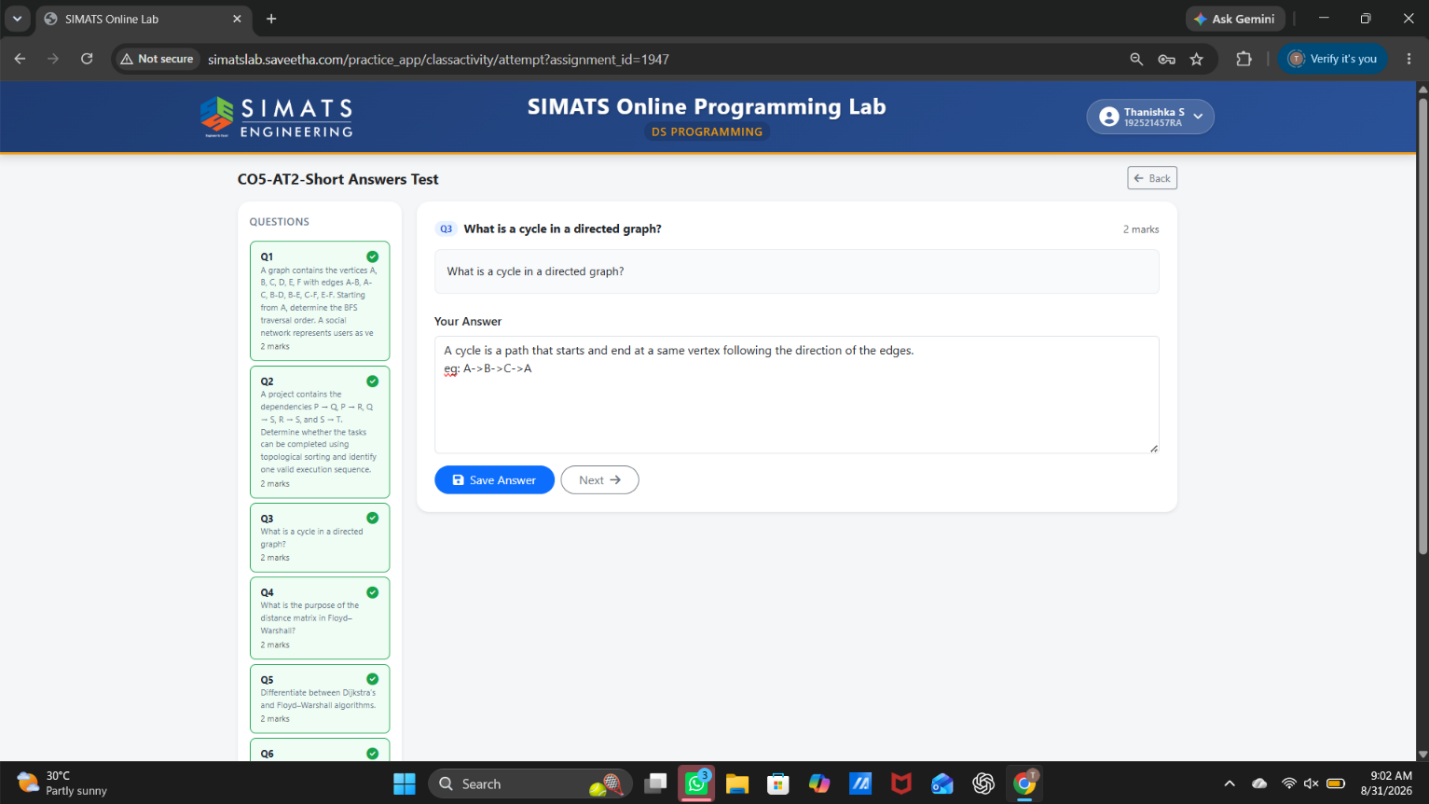 SIMATS Online Lab
Ask Gemini
Not secure
simatslab.saveetha.com/practice_app/classactivity/attempt?assignment_id=1947
Verify it's you
SIMATS
ENGINEERING
SIMATS Online Programming Lab
DS PROGRAMMING
Thanishka S
192521457RA
CO5-AT2-Short Answers Test
← Back
QUESTIONS
Q1
A graph contains the vertices A,
B, C, D, E, F with edges A-B, A-
C, B-D, B-E, C-F, E-F. Starting
from A, determine the BFS
traversal order. A social
network represents users as ve
2 marks
Q2
A project contains the
dependencies P → Q, P → R, Q
→ S, R → S, and S → T.
Determine whether the tasks
can be completed using
topological sorting and identify
one valid execution sequence.
2 marks
Q3
What is a cycle in a directed
graph?
2 marks
Q4
What is the purpose of the
distance matrix in Floyd–
Warshall?
2 marks
Q5
Differentiate between Dijkstra's
and Floyd–Warshall algorithms.
2 marks
Q6
Q3 What is a cycle in a directed graph?
2 marks
What is a cycle in a directed graph?
Your Answer
A cycle is a path that starts and end at a same vertex following the direction of the edges.
eg: A->B->C->A
Save Answer
Next →
30°C
Partly sunny
Search
3
9:02 AM
8/31/2026